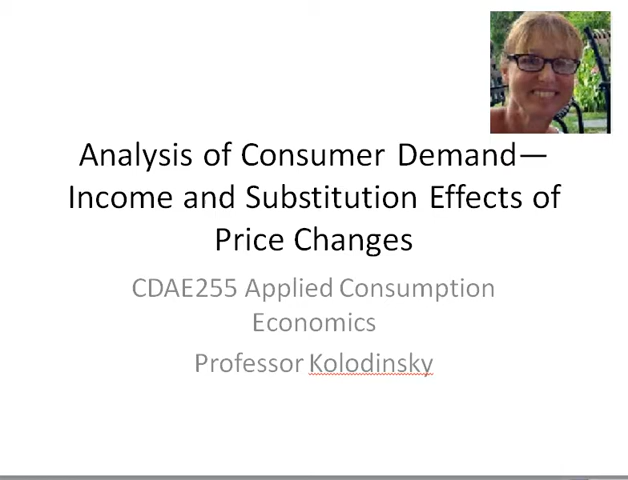 Analysis of Consumer Demand—
Income and Substitution Effects of
Price Changes
CDAE255 Applied Consumption
Economics
Professor Kolodinsky